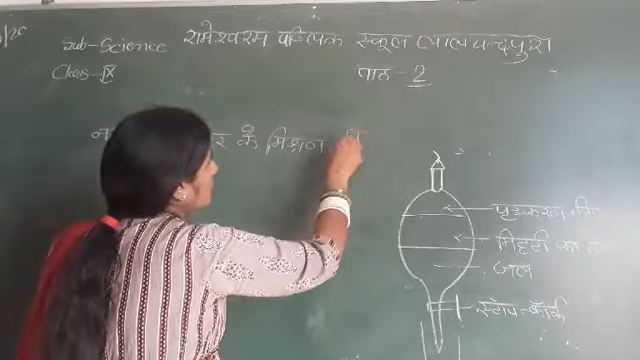 Sub-Science रामेश्वरम पब्लिक स्कूल लालचन्दपुरा
Class-IX पाठ - 2
के मिश्रण
पृथक्करण
मिट्टी का
जल
स्टॉप-कॉर्क